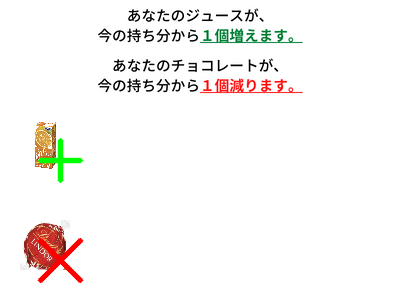 あなたのジュースが、
今の持ち分から１個増えます。
あなたのチョコレートが、
今の持ち分から１個減ります。
LINDOR